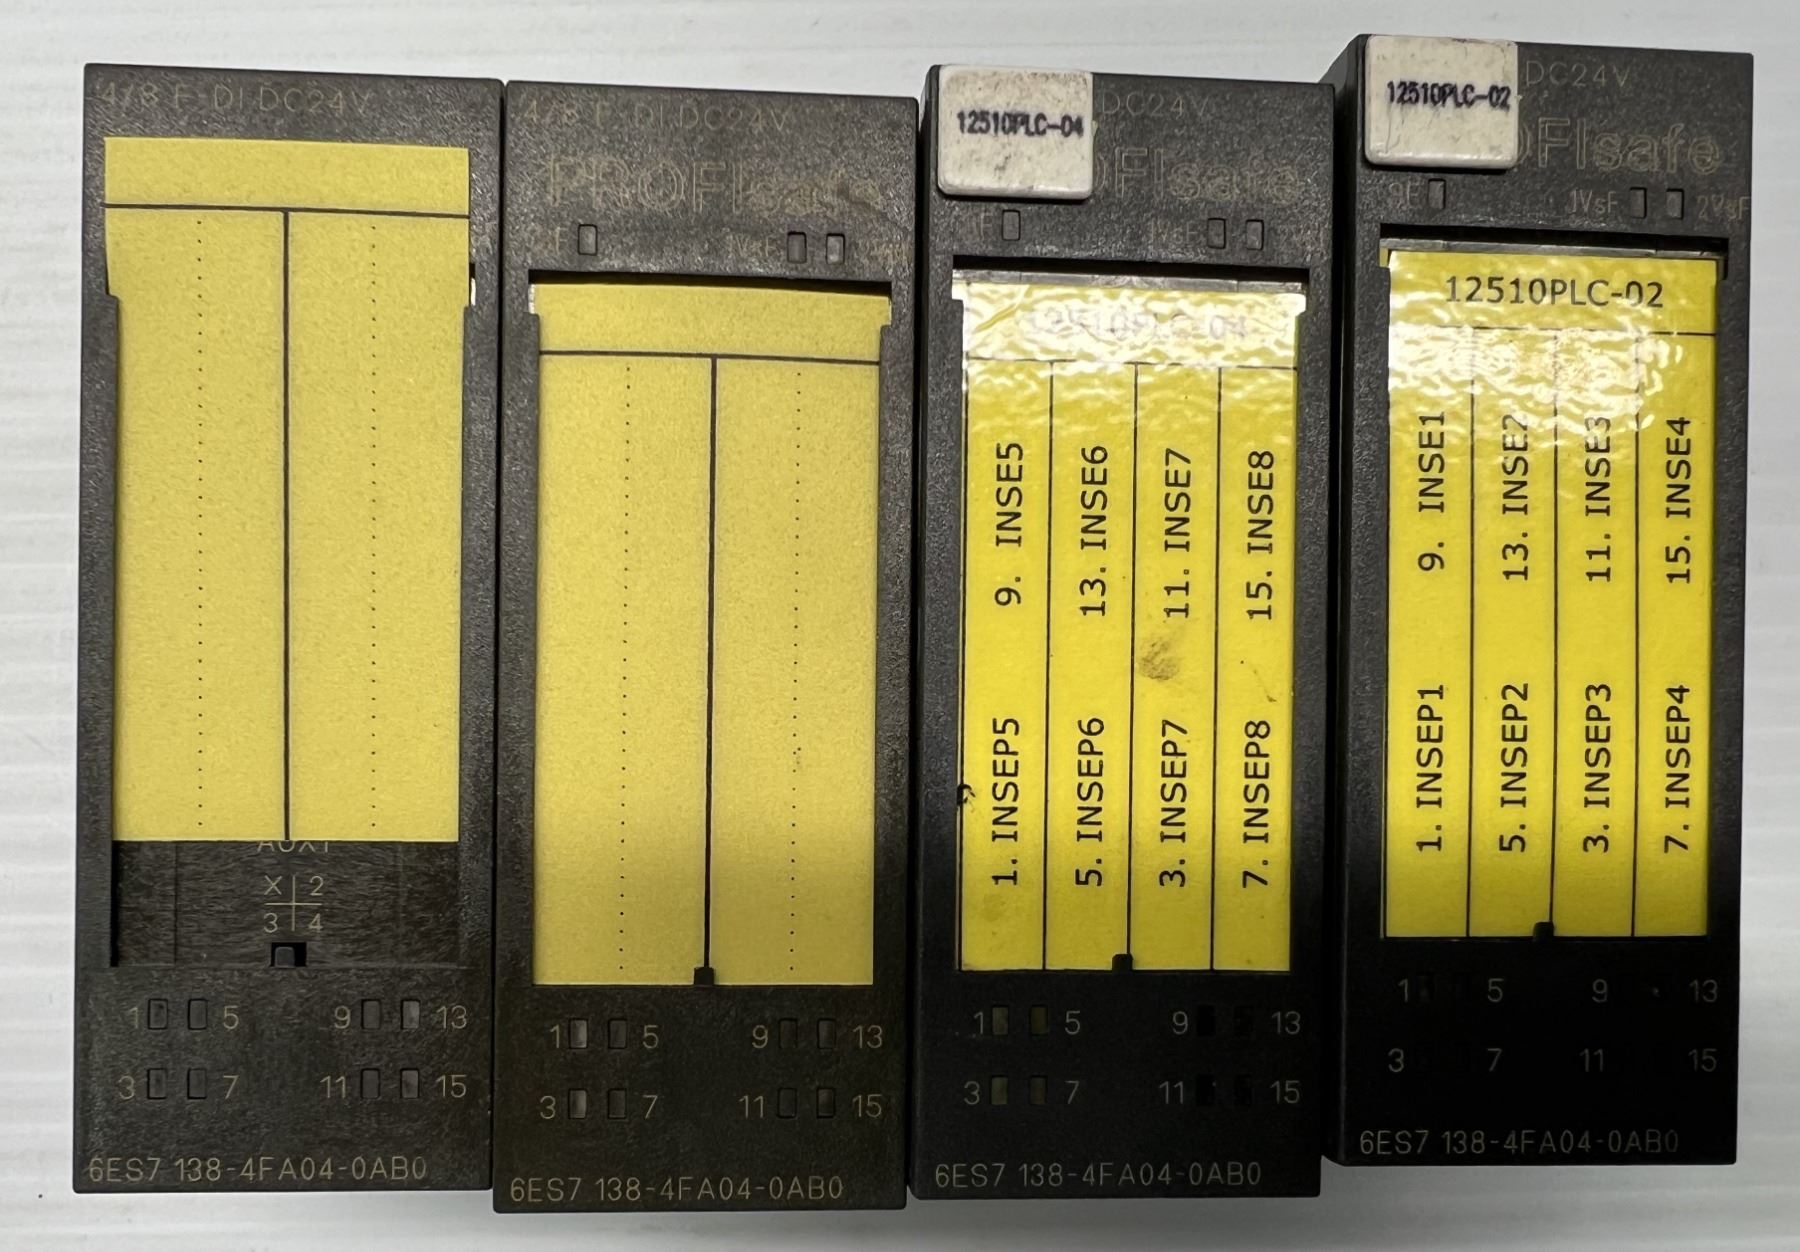 4/8 F-DI DC24V
AUX1
X 2
3 4
1 5 9 13
3 7 11 15
6ES7 138-4FA04-0AB0
4/8 F-DI DC24V
PROFIsafe
1VsF
1 5 9 13
3 7 11 15
6ES7 138-4FA04-0AB0
12510PLC-04
DC24V
OFIsafe
12510PLC-04
1. INSEP5 9. INSE5
5. INSEP6 13. INSE6
3. INSEP7 11. INSE7
7. INSEP8 15. INSE8
1 5 9 13
3 7 11 15
6ES7 138-4FA04-0AB0
12510PLC-02
DC24V
OFIsafe
1VsF 2VsF
12510PLC-02
1. INSEP1 9. INSE1
5. INSEP2 13. INSE2
3. INSEP3 11. INSE3
7. INSEP4 15. INSE4
1 5 9 13
3 7 11 15
6ES7 138-4FA04-0AB0